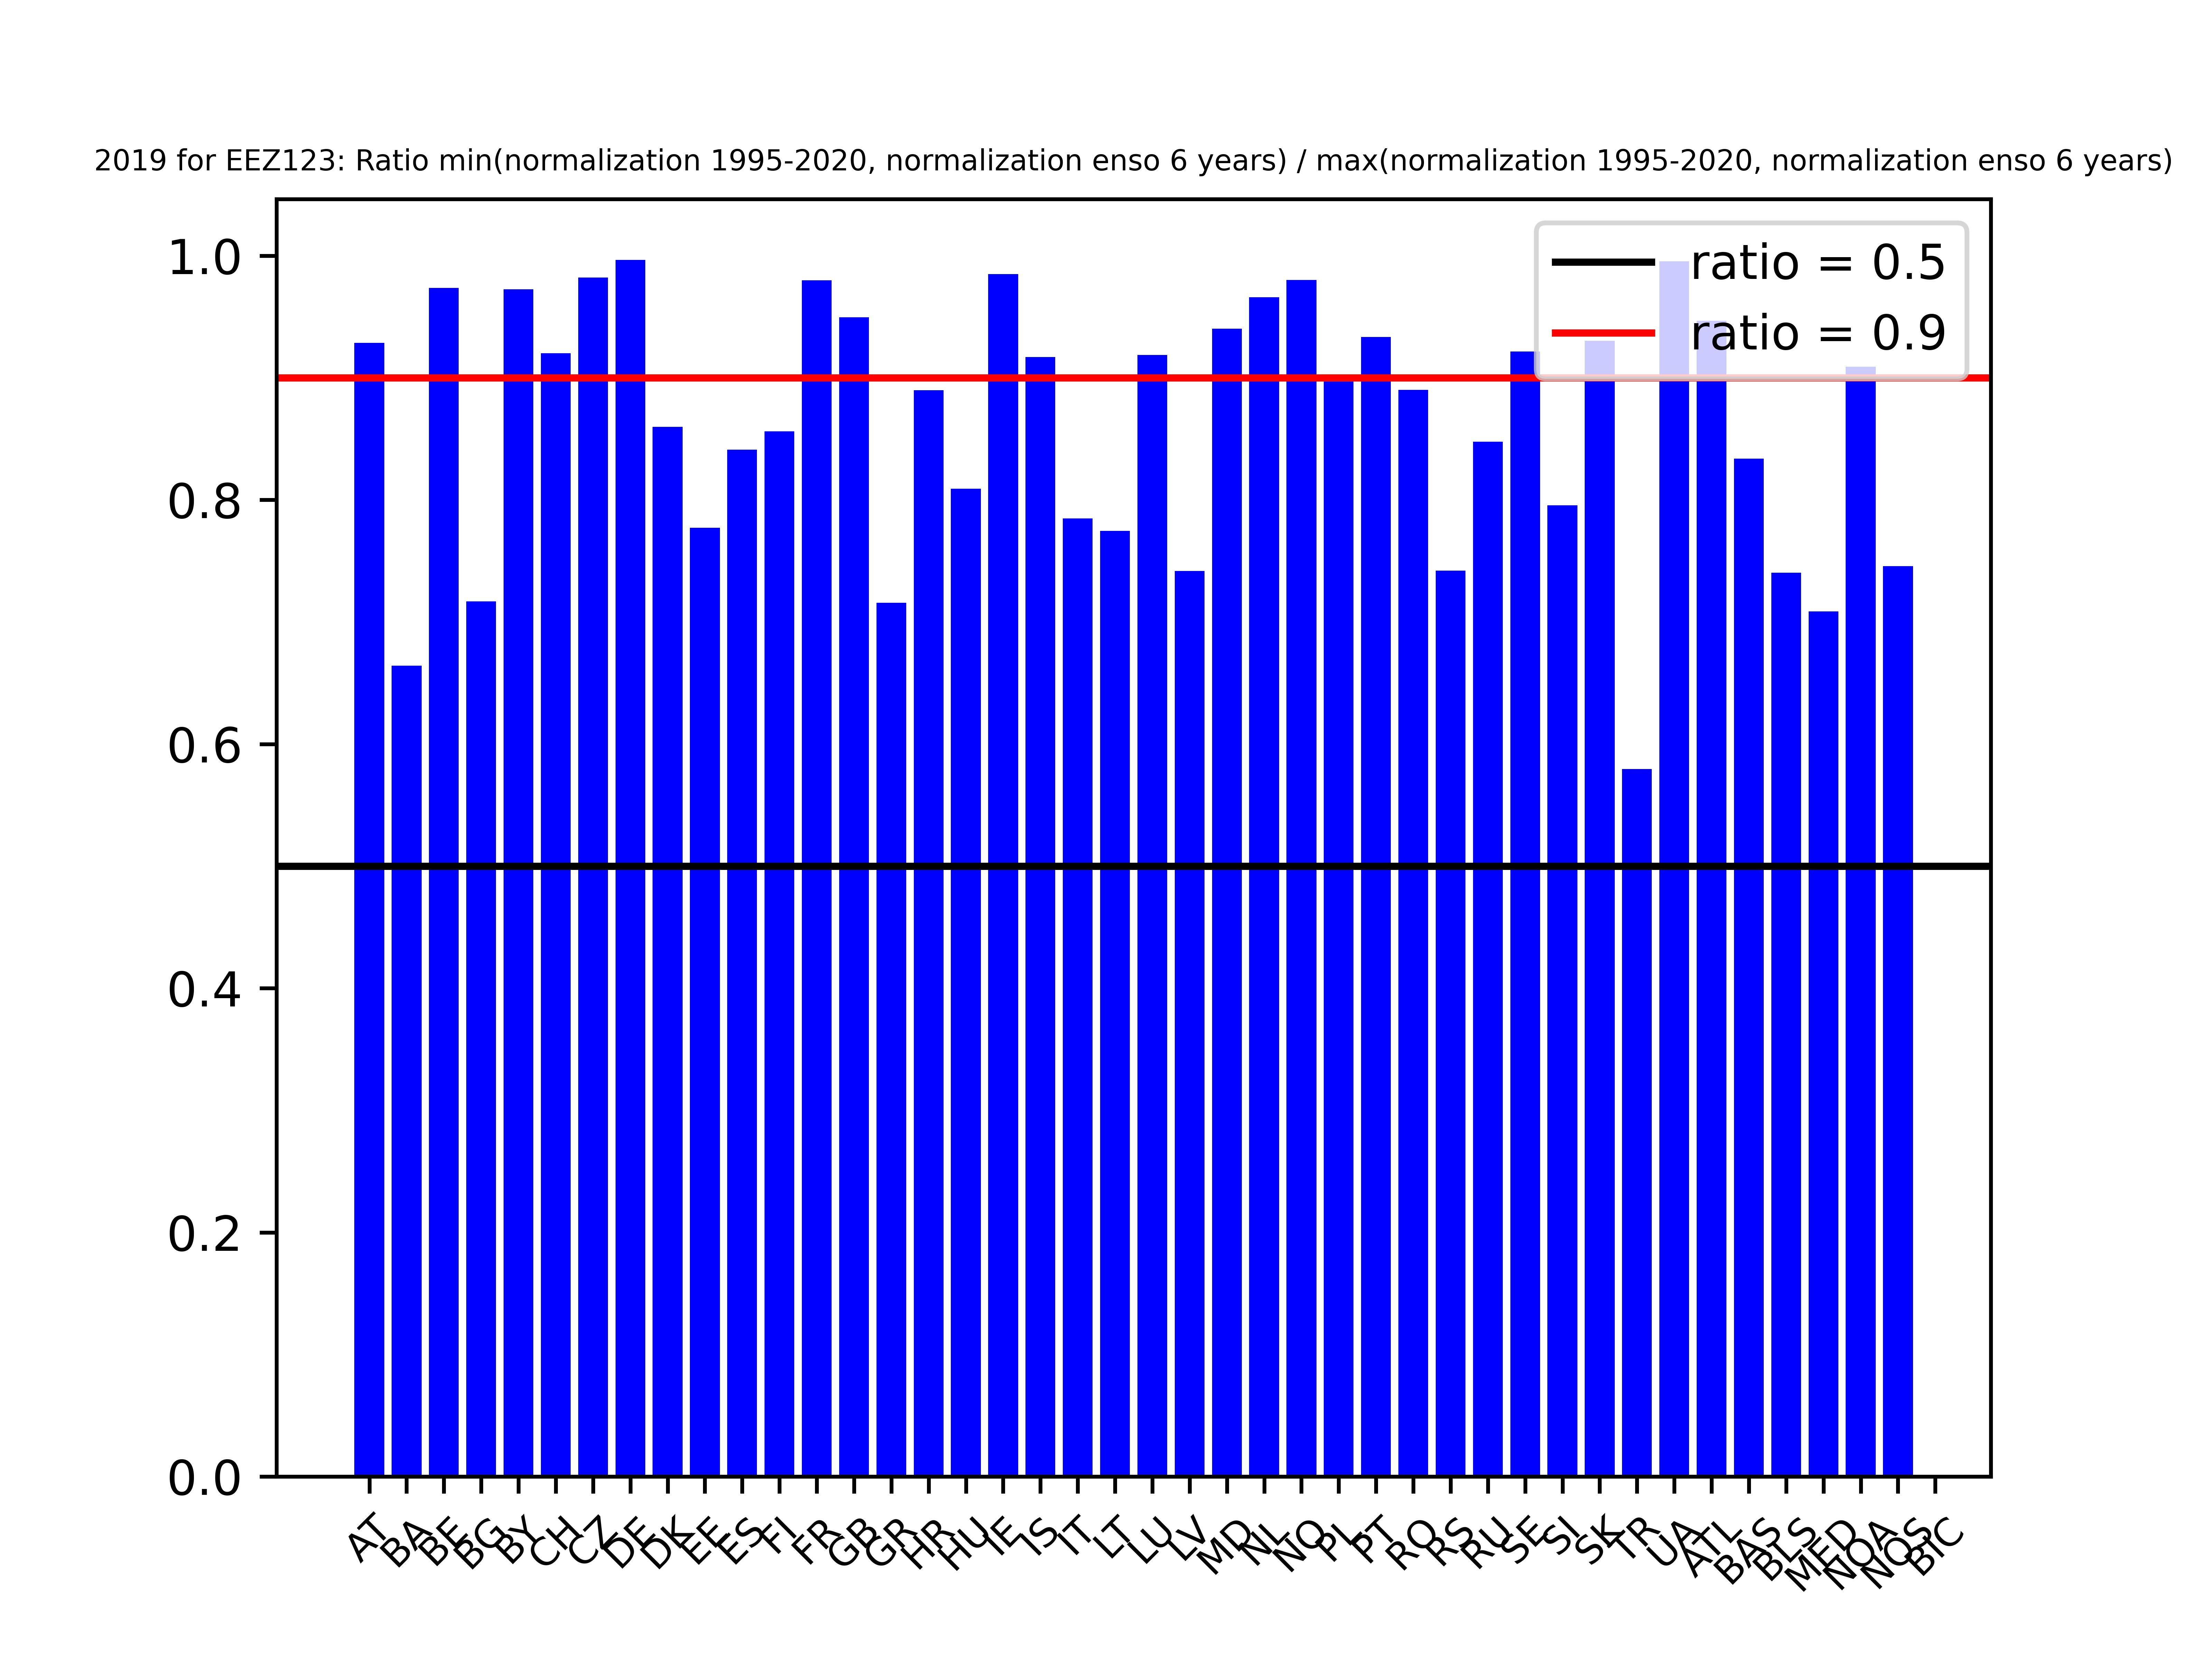 2019 for EEZ123: Ratio min(normalization 1995-2020, normalization enso 6 years) / max(normalization 1995-2020, normalization enso 6 years)
ratio = 0.5
ratio = 0.9
1.0
0.8
0.6
0.4
0.2
0.0
AT BA BE BG BY CH CZ DE DK EE ES FI FR GB GR HR HU IE IS IT LT LU LV MD NL NO PL PT RO RS RU SE SI SK TR UA ATL BAS BLS MED NOA NOS BIC